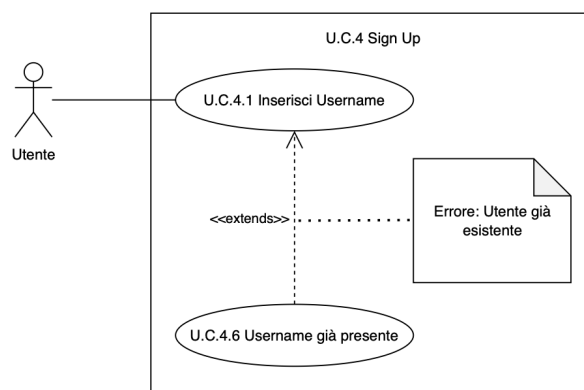 U.C.4 Sign Up
U.C.4.1 Inserisci Username
Utente
<<extends>>
Errore: Utente già
esistente
U.C.4.6 Username già presente